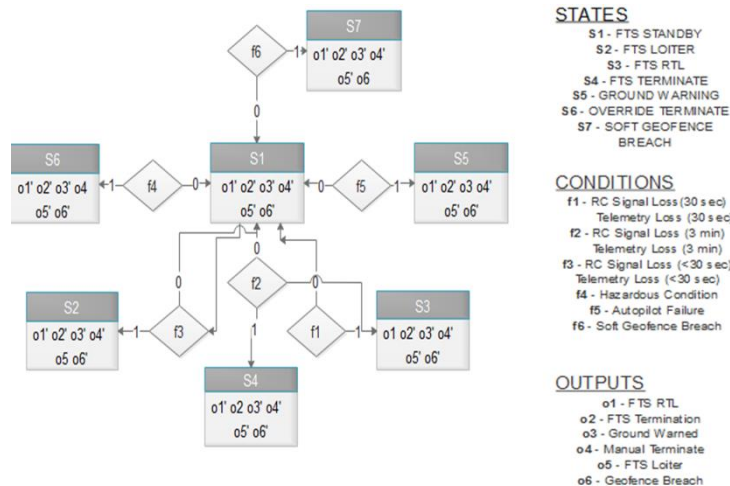 S7
o1' o2' o3' o4'
o5' o6
f6
1
0
S6
o1' o2' o3' o4
o5' o6'
1
f4
0
S1
o1' o2' o3' o4'
o5' o6'
0
f5
1
S5
o1' o2' o3 o4'
o5' o6'
0
0
0
f2
S2
o1' o2' o3' o4'
o5 o6'
1
f3
1
f1
1
S3
o1 o2' o3' o4'
o5' o6'
S4
o1' o2 o3' o4'
o5' o6'
STATES
S1 - FTS STANDBY
S2 - FTS LOITER
S3 - FTS RTL
S4 - FTS TERMINATE
S5 - GROUND WARNING
S6 - OVERRIDE TERMINATE
S7 - SOFT GEOFENCE
BREACH
CONDITIONS
f1 - RC Signal Loss (30 sec)
Telemetry Loss (30 sec)
f2 - RC Signal Loss (3 min)
Telemetry Loss (3 min)
f3 - RC Signal Loss (<30 sec)
Telemetry Loss (<30 sec)
f4 - Hazardous Condition
f5 - Autopilot Failure
f6 - Soft Geofence Breach
OUTPUTS
o1 - FTS RTL
o2 - FTS Termination
o3 - Ground Warned
o4 - Manual Terminate
o5 - FTS Loiter
o6 - Geofence Breach